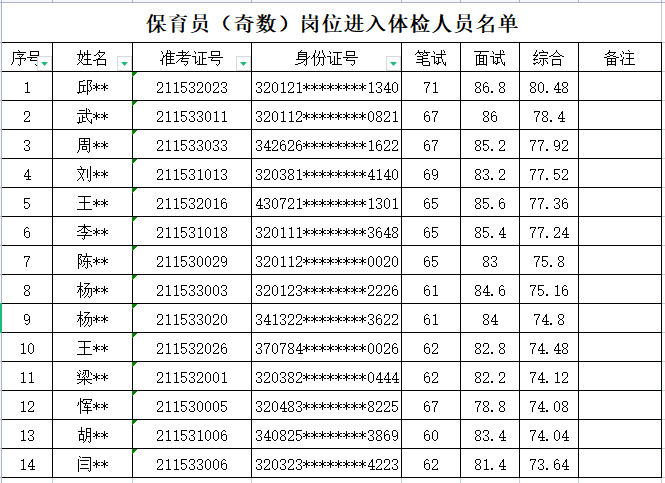 保育员（奇数）岗位进入体检人员名单
序号 姓名 准考证号 身份证号 笔试 面试 综合 备注
1 邱** 211532023 320121********1340 71 86.8 80.48
2 武** 211533011 320112********0821 67 86 78.4
3 周** 211533033 342626********1622 67 85.2 77.92
4 刘** 211531013 320381********4140 69 83.2 77.52
5 王** 211532016 430721********1301 65 85.6 77.36
6 李** 211531018 320111********3648 65 85.4 77.24
7 陈** 211530029 320112********0020 65 83 75.8
8 杨** 211533003 320123********2226 61 84.6 75.16
9 杨** 211533020 341322********3622 61 84 74.8
10 王** 211532026 370784********0026 62 82.8 74.48
11 梁** 211532001 320382********0444 62 82.2 74.12
12 恽** 211530005 320483********8225 67 78.8 74.08
13 胡** 211531006 340825********3869 60 83.4 74.04
14 闫** 211533006 320323********4223 62 81.4 73.64